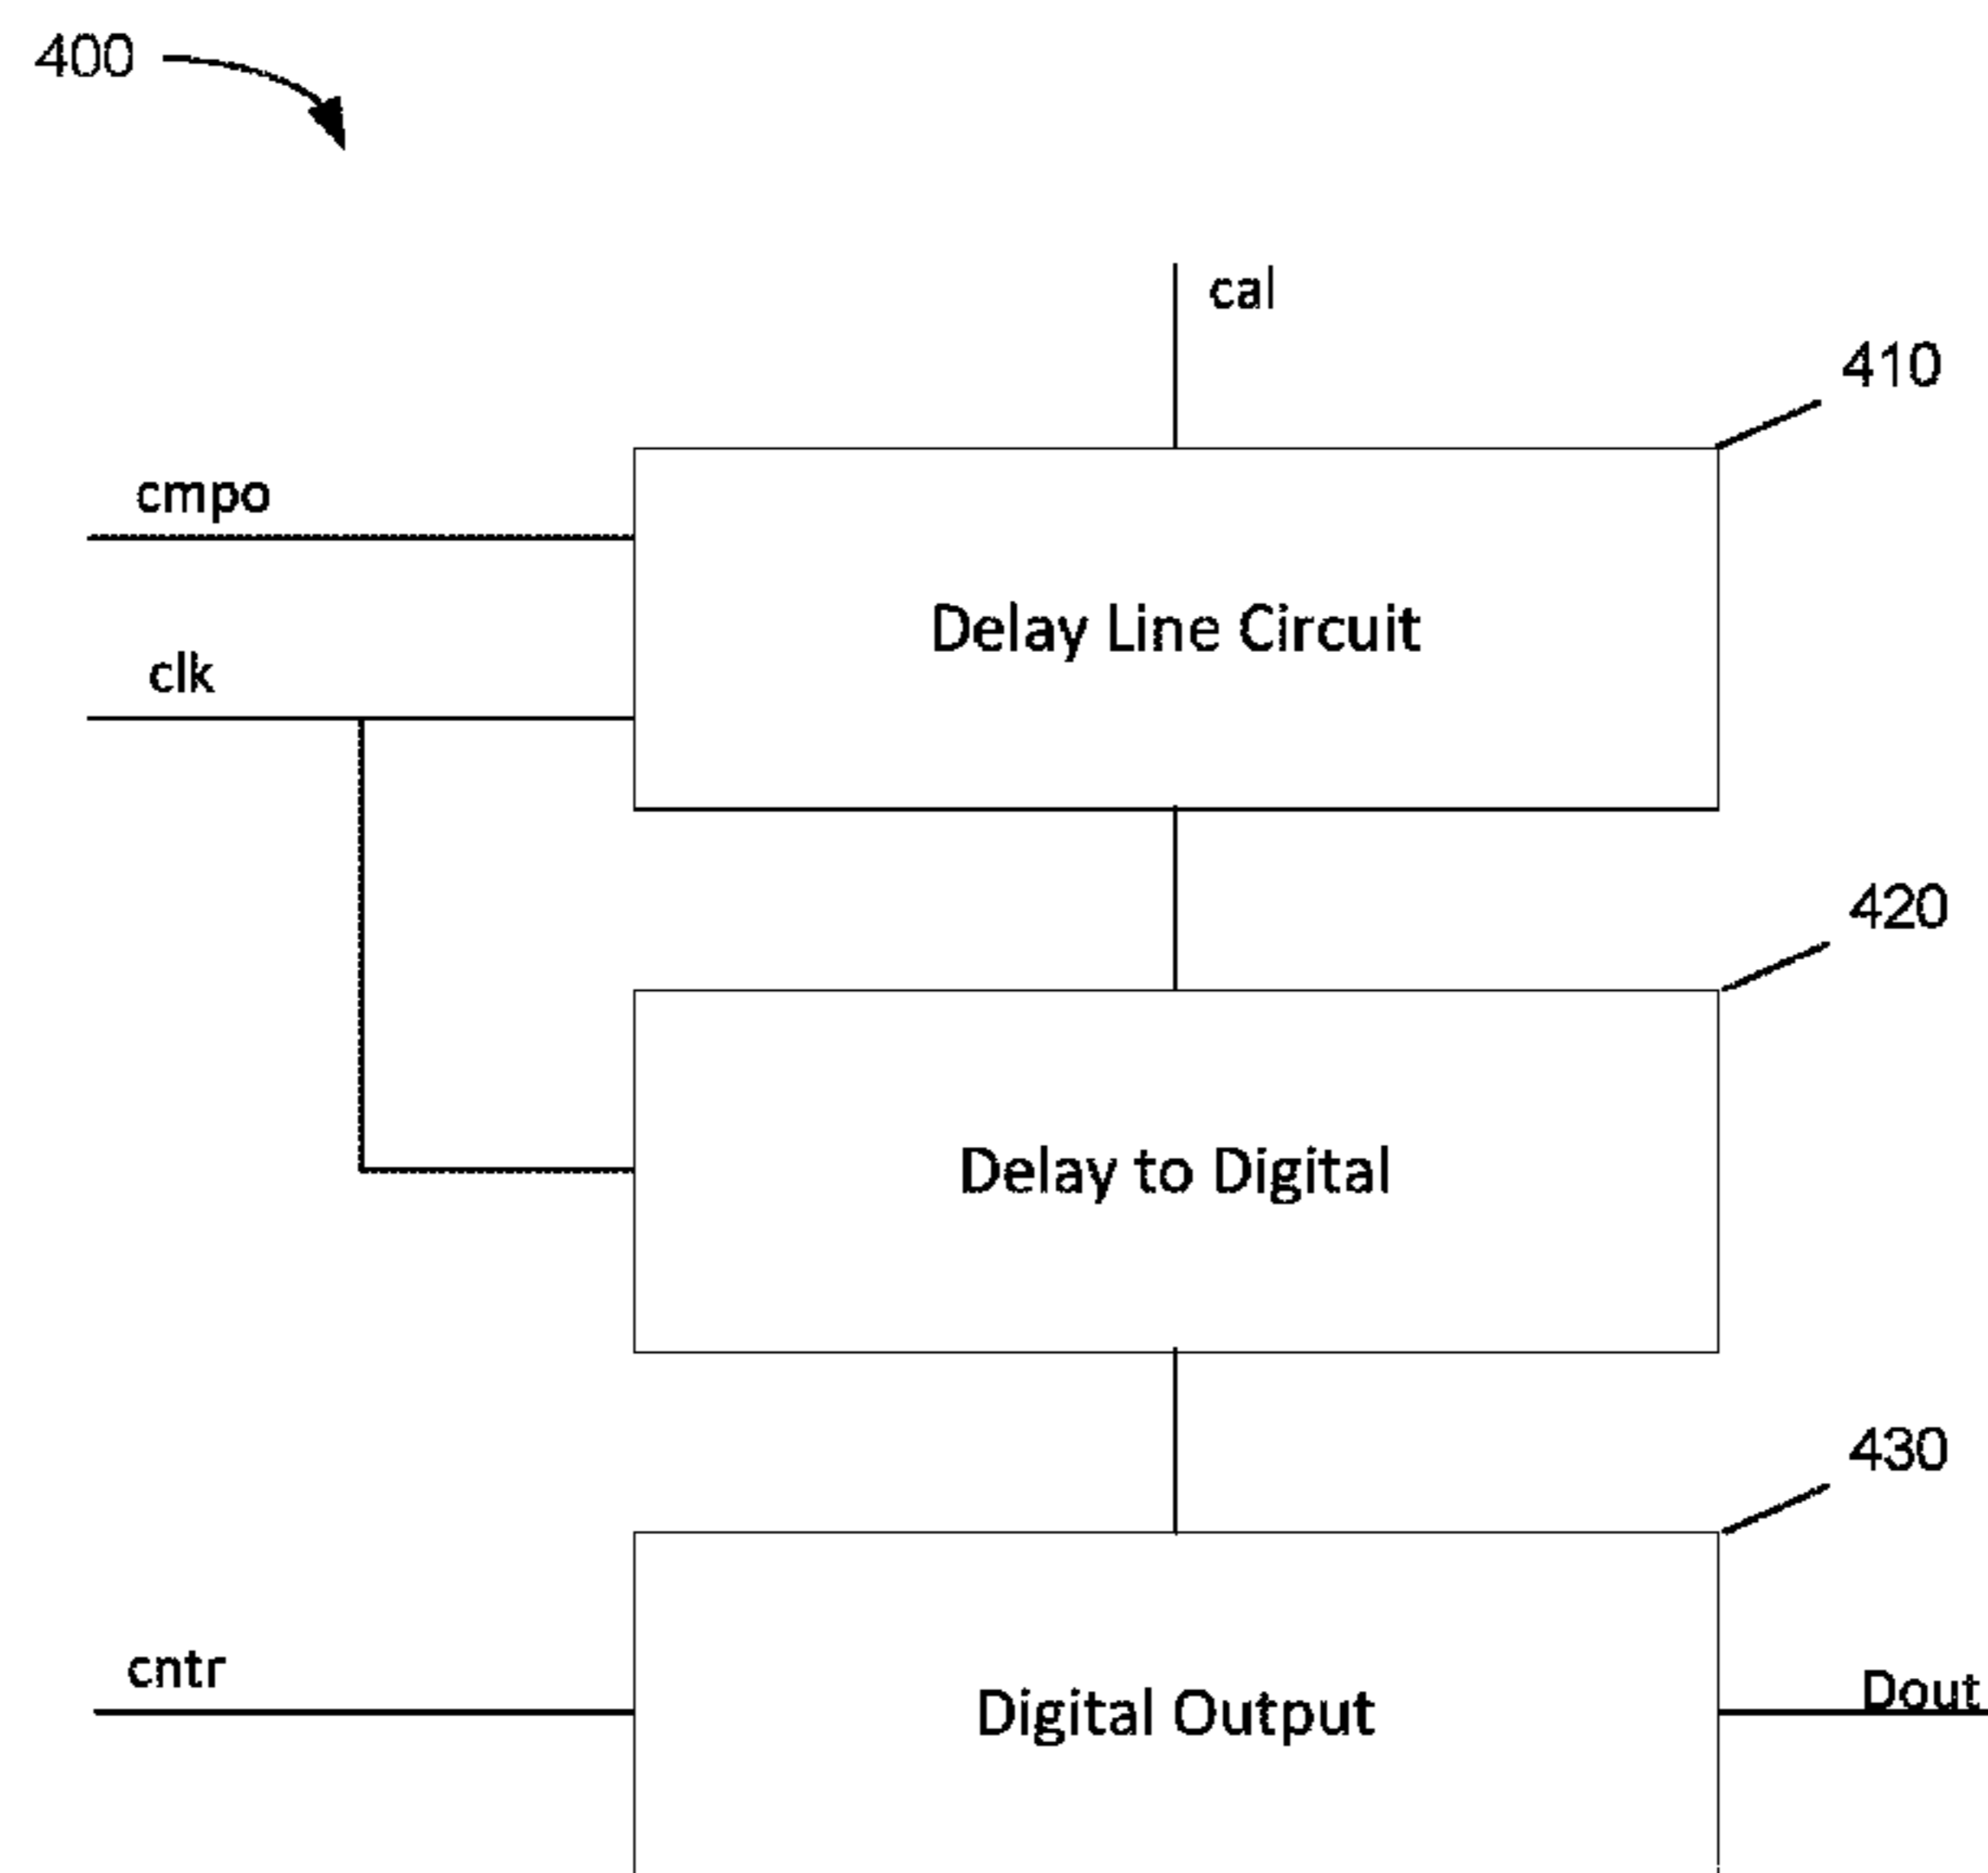 400
cal
410
cmpo
Delay Line Circuit
clk
420
Delay to Digital
430
cntr
Digital Output
Dout